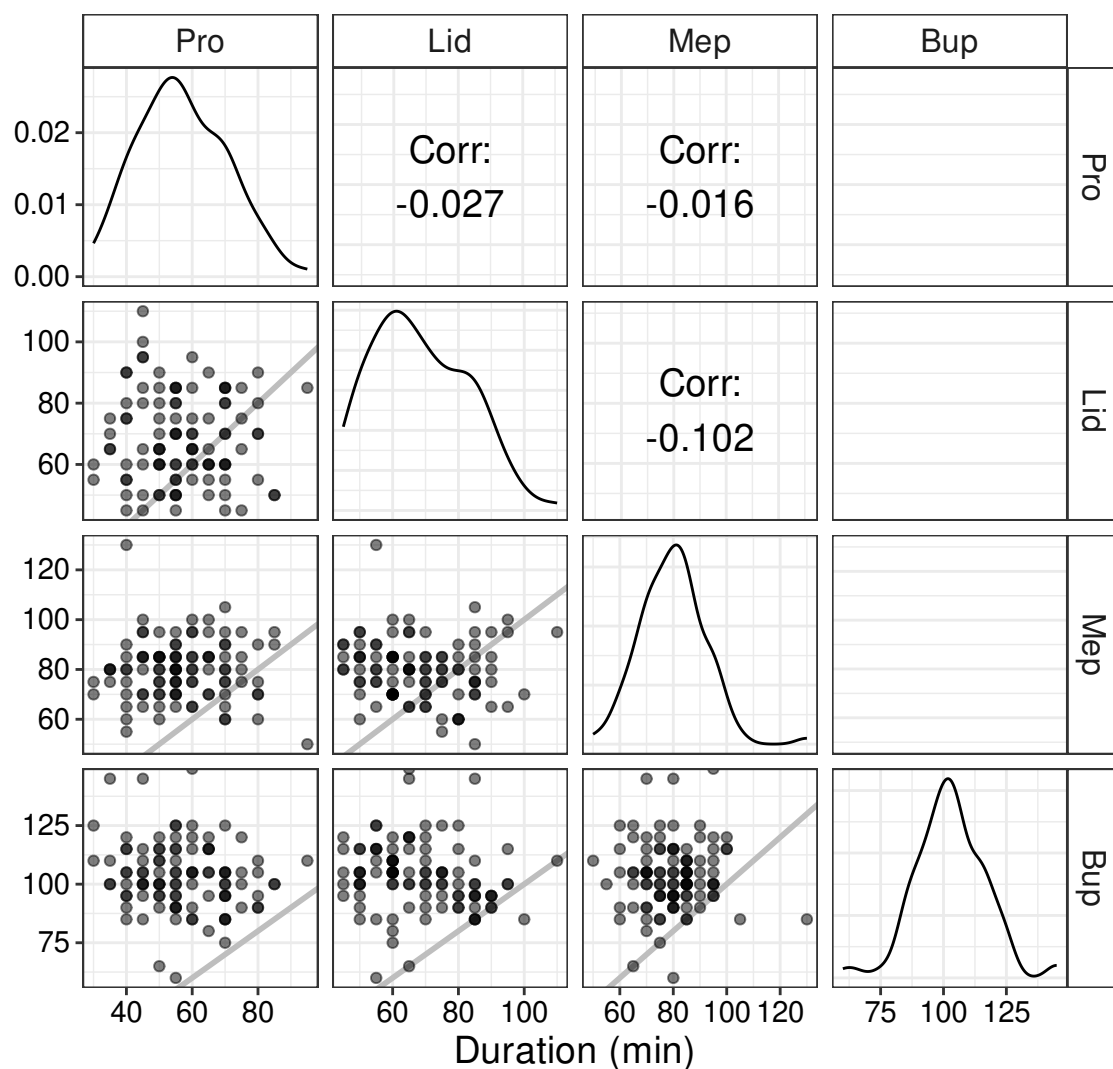 Pro Lid Mep Bup
0.02
0.01
0.00
Corr:
-0.027
Corr:
-0.016
Pro
100
80
60
Corr:
-0.102
Lid
120
100
80
60
Mep
125
100
75
Bup
40 60 80 60 80 100 60 80 100 120 75 100 125
Duration (min)